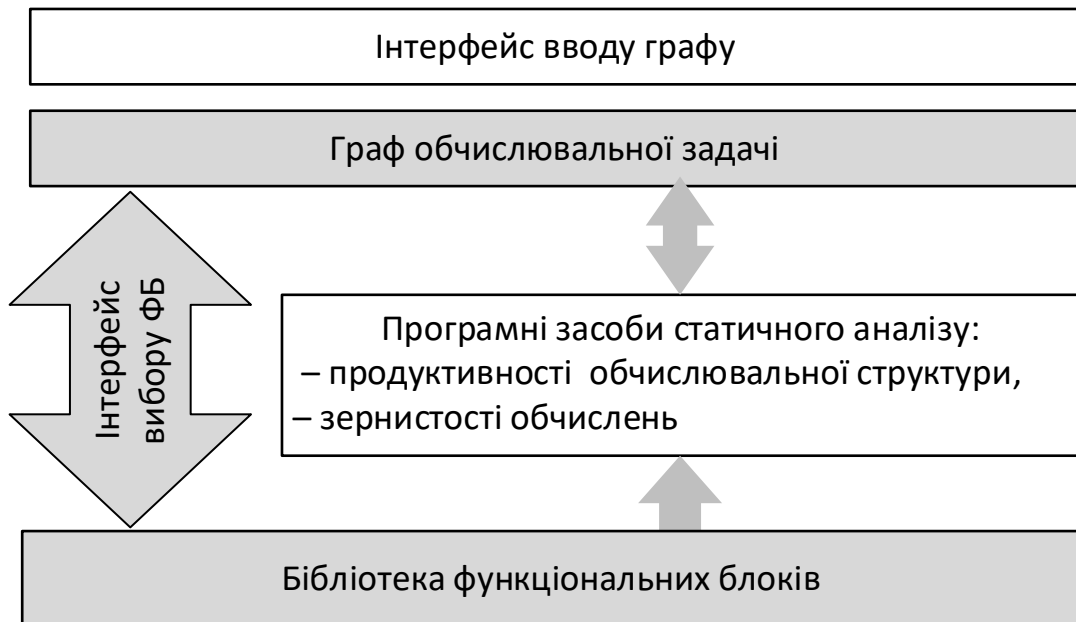 Інтерфейс вводу графу
Граф обчислювальної задачі
Інтерфейс
вибору ФБ
Програмні засоби статичного аналізу:
– продуктивності обчислювальної структури,
– зернистості обчислень
Бібліотека функціональних блоків